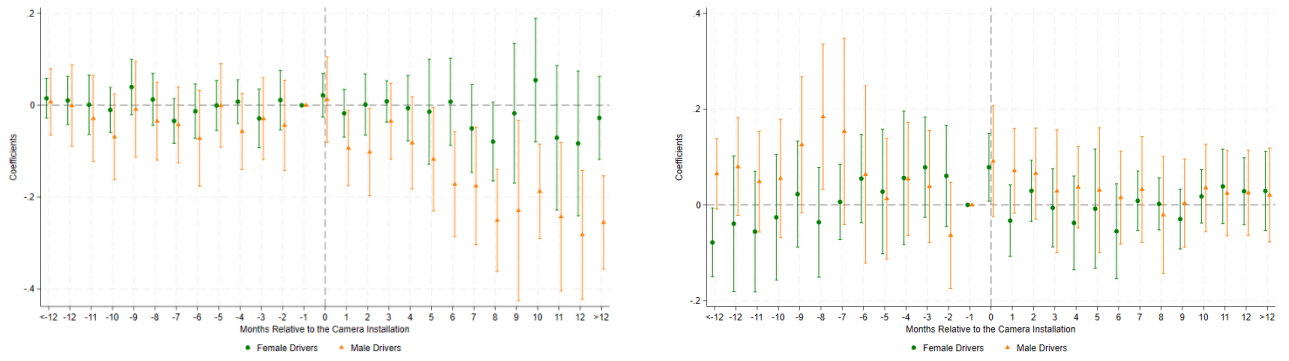 .2
0
-.2
-.4
Coefficients
<-12 -12 -11 -10 -9 -8 -7 -6 -5 -4 -3 -2 -1 0 1 2 3 4 5 6 7 8 9 10 11 12 >12
Months Relative to the Camera Installation
Female Drivers Male Drivers
.4
.2
0
-.2
Coefficients
<-12 -12 -11 -10 -9 -8 -7 -6 -5 -4 -3 -2 -1 0 1 2 3 4 5 6 7 8 9 10 11 12 >12
Months Relative to the Camera Installation
Female Drivers Male Drivers